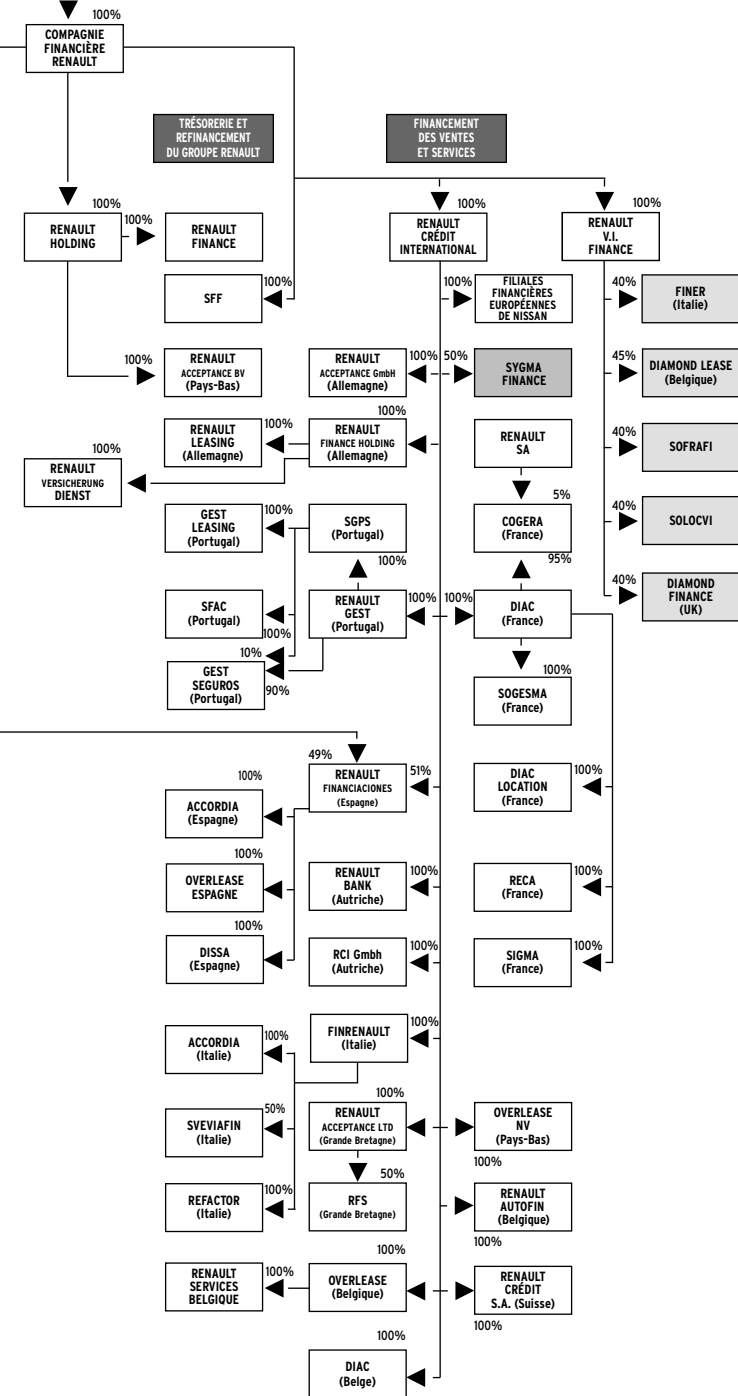 100%
COMPAGNIE
FINANCIÈRE
RENAULT
TRÉSORERIE ET
REFINANCEMENT
DU GROUPE RENAULT
FINANCEMENT
DES VENTES
ET SERVICES
100%
RENAULT
HOLDING
100%
RENAULT
FINANCE
100%
RENAULT
CRÉDIT
INTERNATIONAL
100%
RENAULT
V.I.
FINANCE
SFF
100%
100%
FILIALES
FINANCIÈRES
EUROPÉENNES
DE NISSAN
40%
FINER
(Italie)
100%
RENAULT
ACCEPTANCE BV
(Pays-Bas)
RENAULT
ACCEPTANCE GmbH
(Allemagne)
100%
50%
SYGMA
FINANCE
45%
DIAMOND LEASE
(Belgique)
RENAULT
LEASING
(Allemagne)
100%
100%
RENAULT
FINANCE HOLDING
(Allemagne)
RENAULT
SA
40%
SOFRAFI
100%
RENAULT
VERSICHERUNG
DIENST
GEST
LEASING
(Portugal)
100%
SGPS
(Portugal)
100%
5%
COGERA
(France)
95%
40%
SOLOCVI
SFAC
(Portugal)
100%
RENAULT
GEST
(Portugal)
100%
100%
DIAC
(France)
40%
DIAMOND
FINANCE
(UK)
10%
GEST
SEGUROS
(Portugal)
90%
100%
SOGESMA
(France)
49%
RENAULT
FINANCIACIONES
(Espagne)
51%
100%
ACCORDIA
(Espagne)
DIAC
LOCATION
(France)
100%
100%
OVERLEASE
ESPAGNE
RENAULT
BANK
(Autriche)
100%
RECA
(France)
100%
100%
DISSA
(Espagne)
RCI Gmbh
(Autriche)
100%
SIGMA
(France)
100%
ACCORDIA
(Italie)
100%
FINRENAULT
(Italie)
100%
SVEVIAFIN
(Italie)
50%
100%
RENAULT
ACCEPTANCE LTD
(Grande Bretagne)
OVERLEASE
NV
(Pays-Bas)
100%
REFACTOR
(Italie)
100%
50%
RFS
(Grande Bretagne)
RENAULT
AUTOFIN
(Belgique)
100%
RENAULT
SERVICES
BELGIQUE
100%
100%
OVERLEASE
(Belgique)
RENAULT
CRÉDIT
S.A. (Suisse)
100%
100%
DIAC
(Belge)